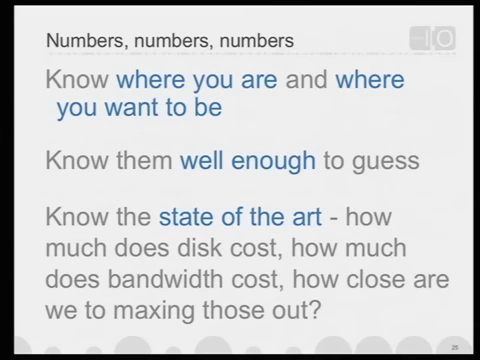 Numbers, numbers, numbers
Know where you are and where
you want to be
Know them well enough to guess
Know the state of the art - how
much does disk cost, how much
does bandwidth cost, how close are
we to maxing those out?
25